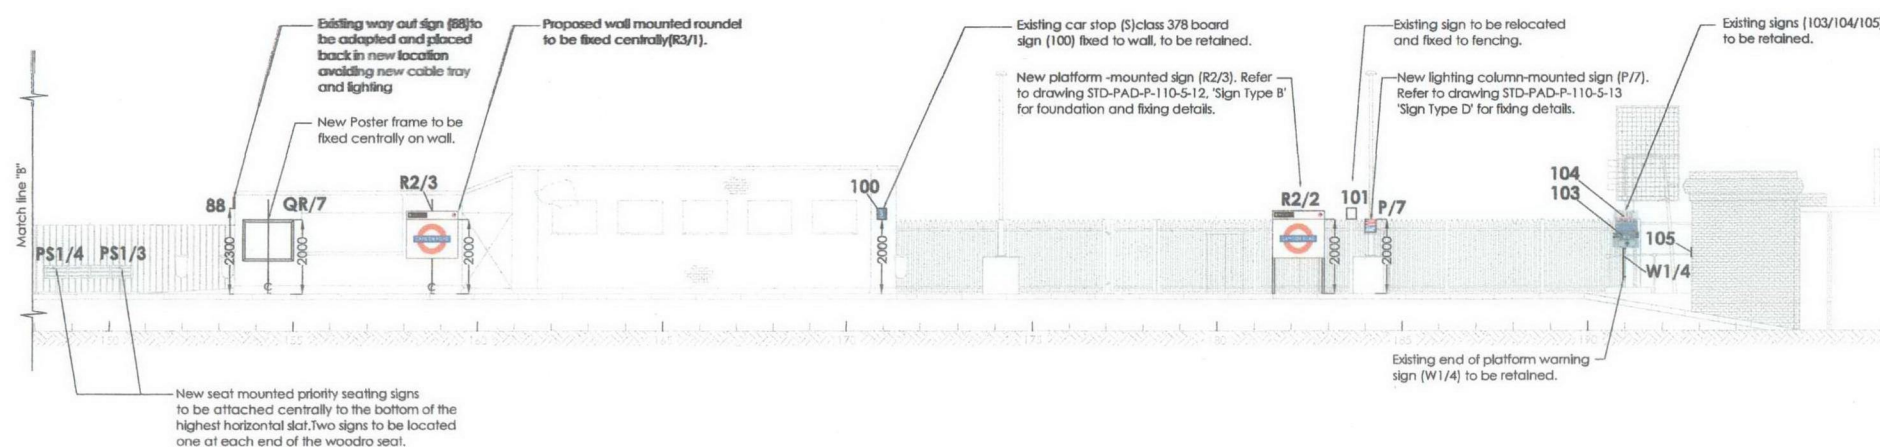 Existing way out sign (88)to
be adapted and placed
back in new location
avoiding new cable tray
and lighting
Proposed wall mounted roundel
to be fixed centrally(R3/1).
Existing car stop (S)class 378 board
sign (100) fixed to wall, to be retained.
Existing sign to be relocated
and fixed to fencing.
Existing signs (103/104/105)
to be retained.
New platform -mounted sign (R2/3). Refer
to drawing STD-PAD-P-110-5-12, 'Sign Type B'
for foundation and fixing details.
New lighting column-mounted sign (P/7).
Refer to drawing STD-PAD-P-110-5-13
'Sign Type D' for fixing details.
New Poster frame to be
fixed centrally on wall.
Match line "B"
88
QR/7
R2/3
100
R2/2
101
P/7
104
103
105
W1/4
PS1/4
PS1/3
2300
2000
2000
2000
2000
2000
150
155
165
170
175
180
185
190
Existing end of platform warning
sign (W1/4) to be retained.
New seat mounted priority seating signs
to be attached centrally to the bottom of the
highest horizontal slat.Two signs to be located
one at each end of the woodro seat.